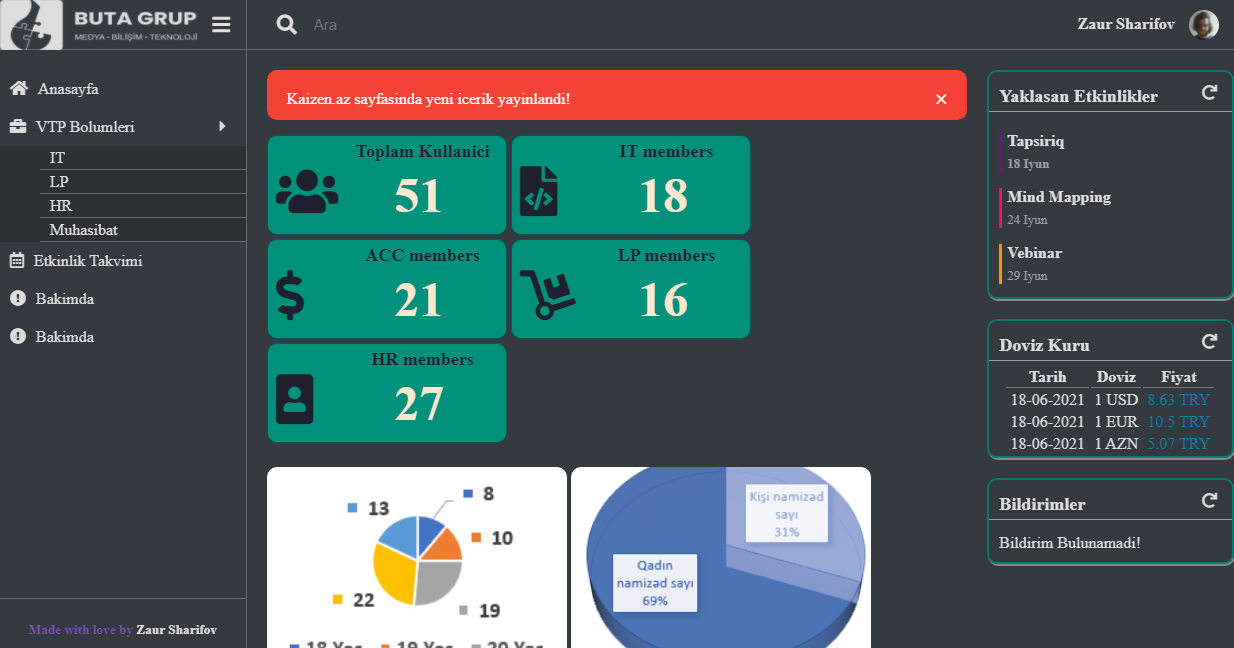 BUTA GRUP
MEDYA • BİLİŞİM • TEKNOLOJİ
Ara
Zaur Sharifov
Anasayfa
VTP Bolumleri
IT
LP
HR
Muhasibat
Etkinlik Takvimi
Bakimda
Bakimda
Made with love by Zaur Sharifov
Kaizen.az sayfasinda yeni icerik yayinlandi! ×
Toplam Kullanici
51
IT members
18
ACC members
21
LP members
16
HR members
27
8
13
10
22
19
18 Yaş 19 Yaş 20 Yaş
Kişi namizəd
sayı
31%
Qadın
namizəd sayı
69%
Yaklasan Etkinlikler
Tapsiriq
18 Iyun
Mind Mapping
24 Iyun
Vebinar
29 Iyun
Doviz Kuru
Tarih Doviz Fiyat
18-06-2021 1 USD 8.63 TRY
18-06-2021 1 EUR 10.5 TRY
18-06-2021 1 AZN 5.07 TRY
Bildirimler
Bildirim Bulunamadi!